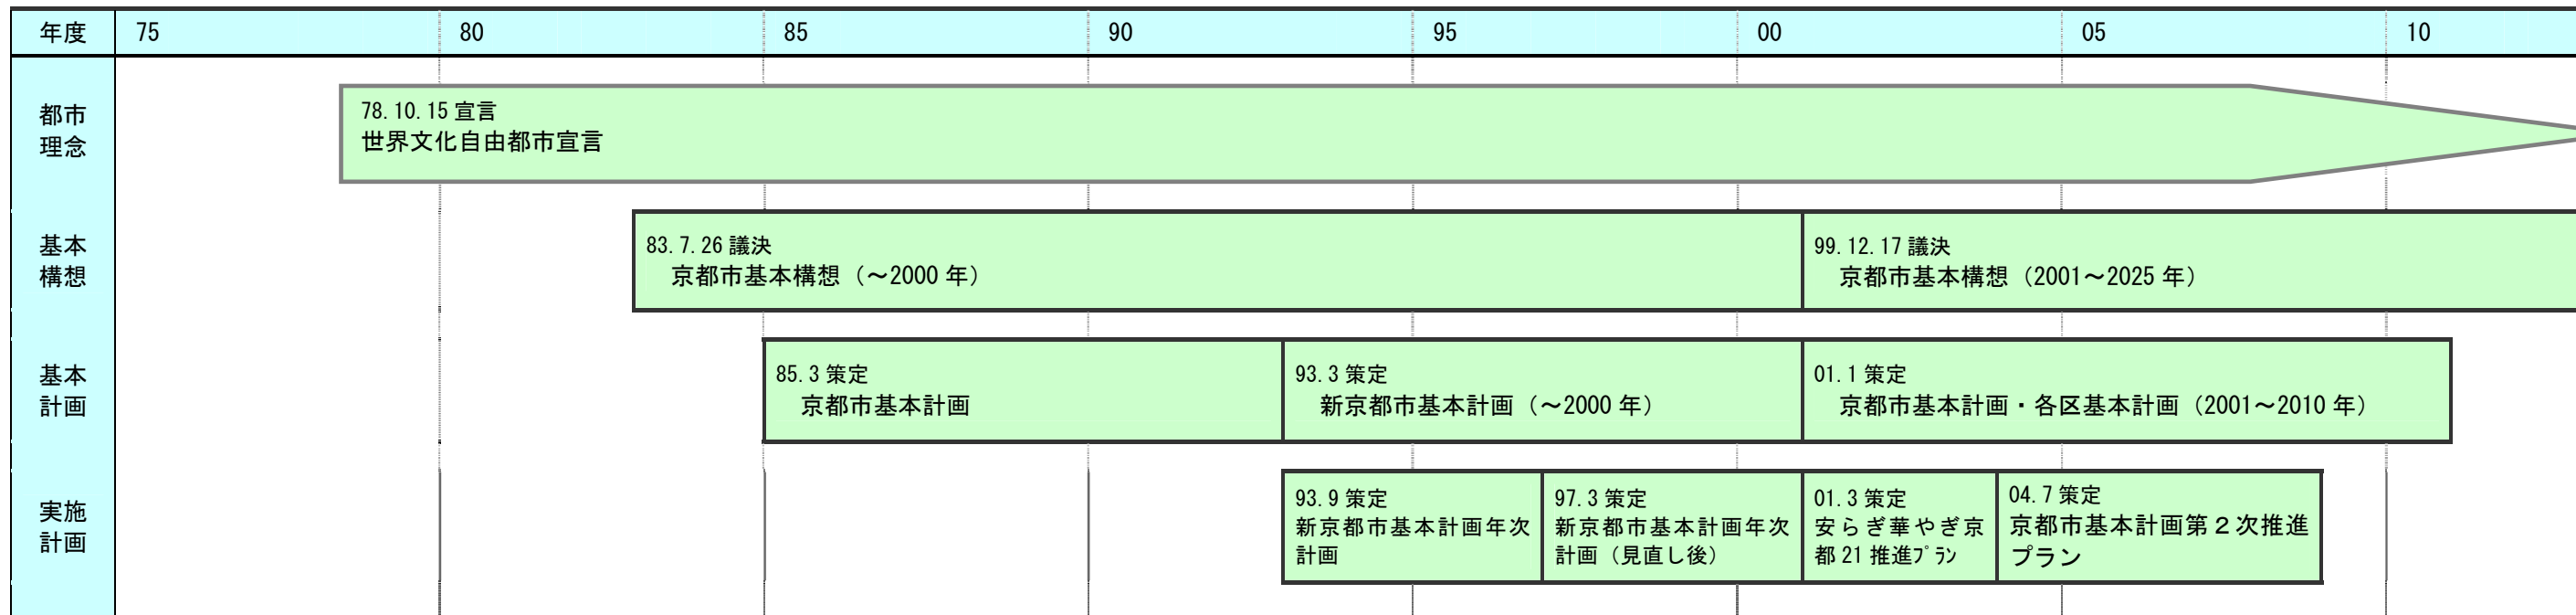 年度 75 80 85 90 95 00 05 10
都市
理念
78.10.15 宣言
世界文化自由都市宣言
基本
構想
83.7.26 議決
京都市基本構想（～2000 年）
99.12.17 議決
京都市基本構想（2001～2025 年）
基本
計画
85.3 策定
京都市基本計画
93.3 策定
新京都市基本計画（～2000 年）
01.1 策定
京都市基本計画・各区基本計画（2001～2010 年）
実施
計画
93.9 策定
新京都市基本計画年次
計画
97.3 策定
新京都市基本計画年次
計画（見直し後）
01.3 策定
安らぎ華やぎ京
都 21 推進ﾌﾟﾗﾝ
04.7 策定
京都市基本計画第２次推進
プラン